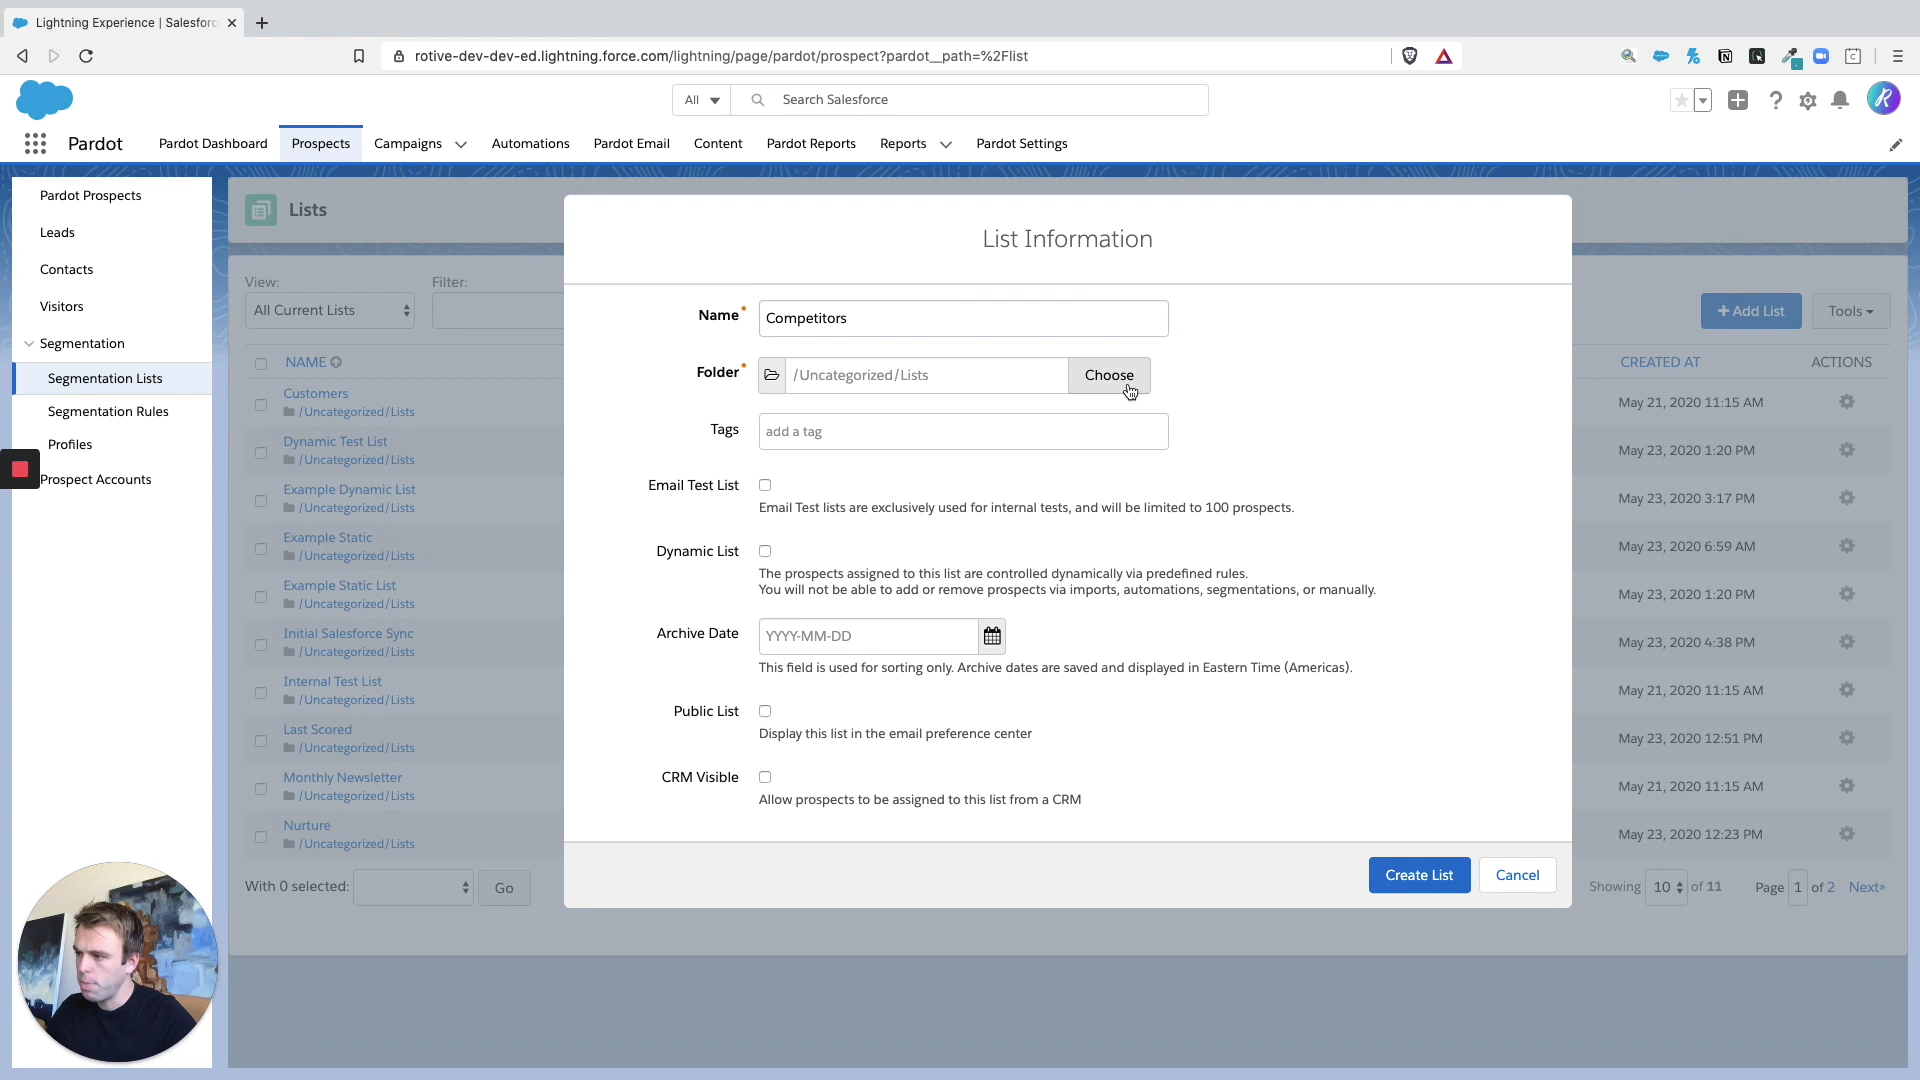 Lightning Experience | Salesforc
rotive-dev-dev-ed.lightning.force.com/lightning/page/pardot/prospect?pardot__path=%2Flist
All
Search Salesforce
Pardot
Pardot Dashboard
Prospects
Campaigns
Automations
Pardot Email
Content
Pardot Reports
Reports
Pardot Settings
Pardot Prospects
Leads
Contacts
Visitors
Segmentation
Segmentation Lists
Segmentation Rules
Profiles
Prospect Accounts
Lists
View:
Filter:
All Current Lists
+ Add List
Tools
NAME
CREATED AT
ACTIONS
Customers
/Uncategorized/Lists
May 21, 2020 11:15 AM
Dynamic Test List
/Uncategorized/Lists
May 23, 2020 1:20 PM
Example Dynamic List
/Uncategorized/Lists
May 23, 2020 3:17 PM
Example Static
/Uncategorized/Lists
May 23, 2020 6:59 AM
Example Static List
/Uncategorized/Lists
May 23, 2020 1:20 PM
Initial Salesforce Sync
/Uncategorized/Lists
May 23, 2020 4:38 PM
Internal Test List
/Uncategorized/Lists
May 21, 2020 11:15 AM
Last Scored
/Uncategorized/Lists
May 23, 2020 12:51 PM
Monthly Newsletter
/Uncategorized/Lists
May 21, 2020 11:15 AM
Nurture
/Uncategorized/Lists
May 23, 2020 12:23 PM
With 0 selected:
Go
Showing 10 of 11
Page 1 of 2 Next»
List Information
Name*
Competitors
Folder*
/Uncategorized/Lists
Choose
Tags
add a tag
Email Test List
Email Test lists are exclusively used for internal tests, and will be limited to 100 prospects.
Dynamic List
The prospects assigned to this list are controlled dynamically via predefined rules.
You will not be able to add or remove prospects via imports, automations, segmentations, or manually.
Archive Date
YYYY-MM-DD
This field is used for sorting only. Archive dates are saved and displayed in Eastern Time (Americas).
Public List
Display this list in the email preference center
CRM Visible
Allow prospects to be assigned to this list from a CRM
Create List
Cancel